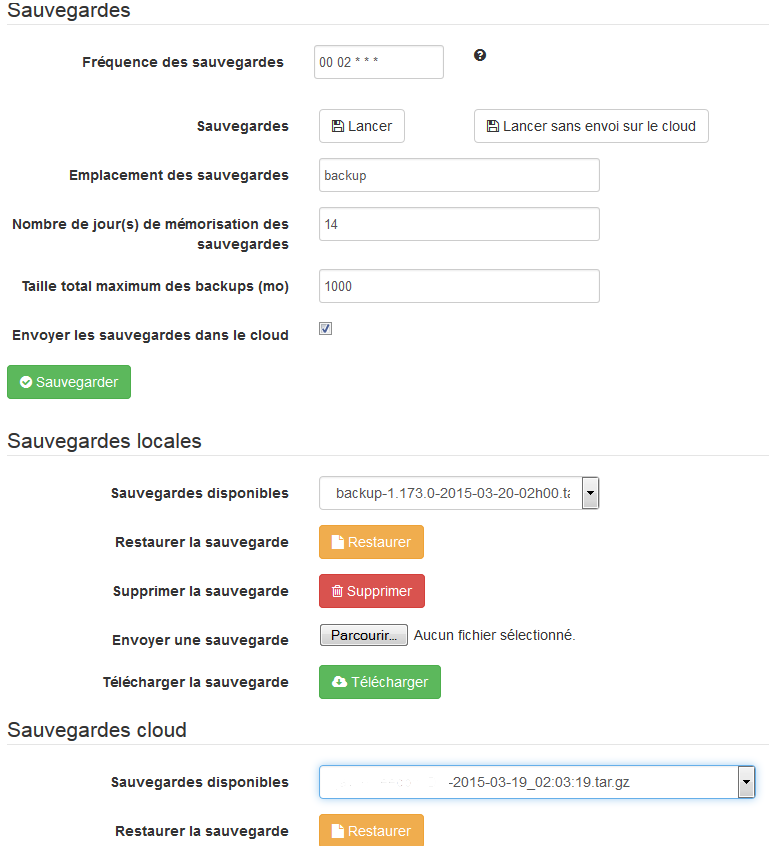 Sauvegardes
Fréquence des sauvegardes 00 02 * * *
Sauvegardes Lancer Lancer sans envoi sur le cloud
Emplacement des sauvegardes backup
Nombre de jour(s) de mémorisation des
sauvegardes 14
Taille total maximum des backups (mo) 1000
Envoyer les sauvegardes dans le cloud
Sauvegarder
Sauvegardes locales
Sauvegardes disponibles backup-1.173.0-2015-03-20-02h00.ta
Restaurer la sauvegarde Restaurer
Supprimer la sauvegarde Supprimer
Envoyer une sauvegarde Parcourir... Aucun fichier sélectionné.
Télécharger la sauvegarde Télécharger
Sauvegardes cloud
Sauvegardes disponibles -2015-03-19_02:03:19.tar.gz
Restaurer la sauvegarde Restaurer